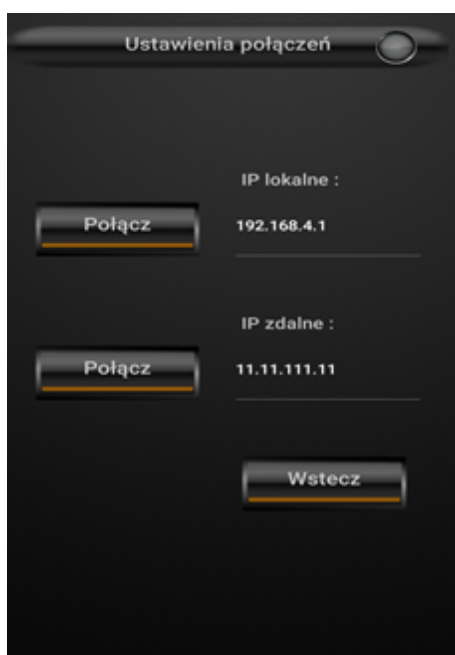 Ustawienia połączeń
IP lokalne :
Połącz
192.168.4.1
IP zdalne :
Połącz
11.11.111.11
Wstecz